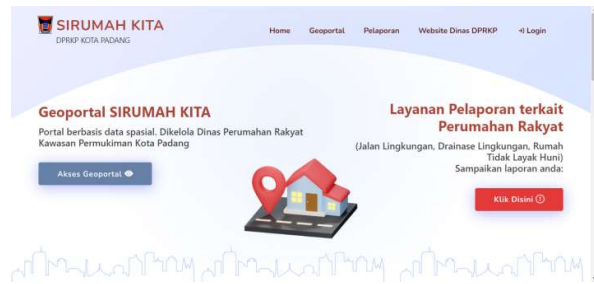 SIRUMAH KITA
DPRKP KOTA PADANG
Home Geoportal Pelaporan Website Dinas DPRKP Login
Geoportal SIRUMAH KITA
Portal berbasis data spasial. Dikelola Dinas Perumahan Rakyat
Kawasan Permukiman Kota Padang
Akses Geoportal
Layanan Pelaporan terkait
Perumahan Rakyat
(Jalan Lingkungan, Drainase Lingkungan, Rumah
Tidak Layak Huni)
Sampaikan laporan anda:
Klik Disini